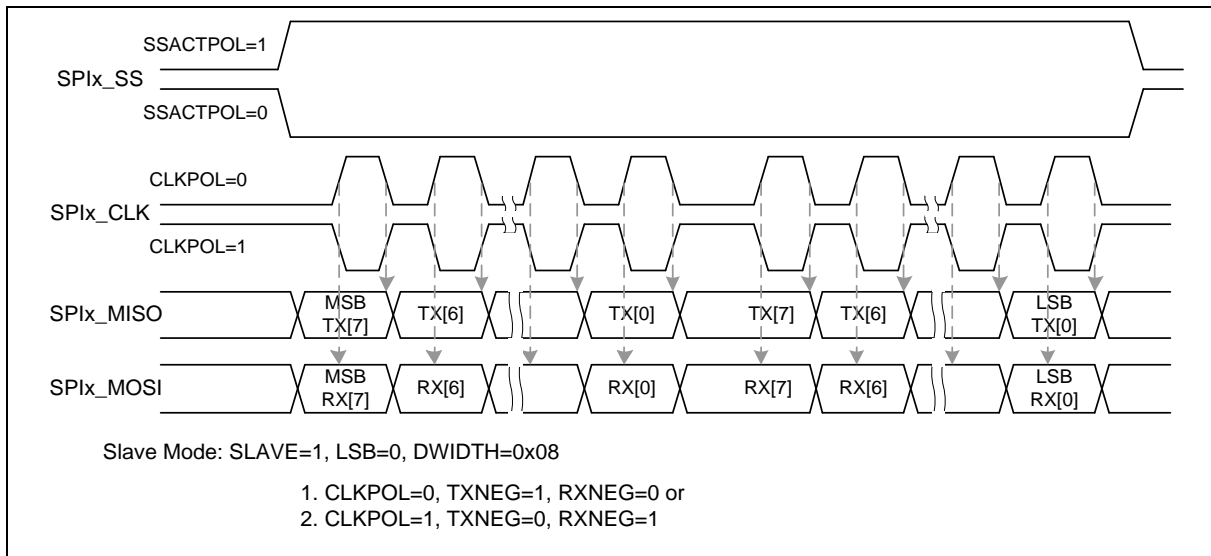 SSACTPOL=1
SPIx_SS
SSACTPOL=0
CLKPOL=0
SPIx_CLK
CLKPOL=1
SPIx_MISO
MSB
TX[7]
TX[6]
TX[0]
TX[7]
TX[6]
LSB
TX[0]
SPIx_MOSI
MSB
RX[7]
RX[6]
RX[0]
RX[7]
RX[6]
LSB
RX[0]
Slave Mode: SLAVE=1, LSB=0, DWIDTH=0x08
1. CLKPOL=0, TXNEG=1, RXNEG=0 or
2. CLKPOL=1, TXNEG=0, RXNEG=1